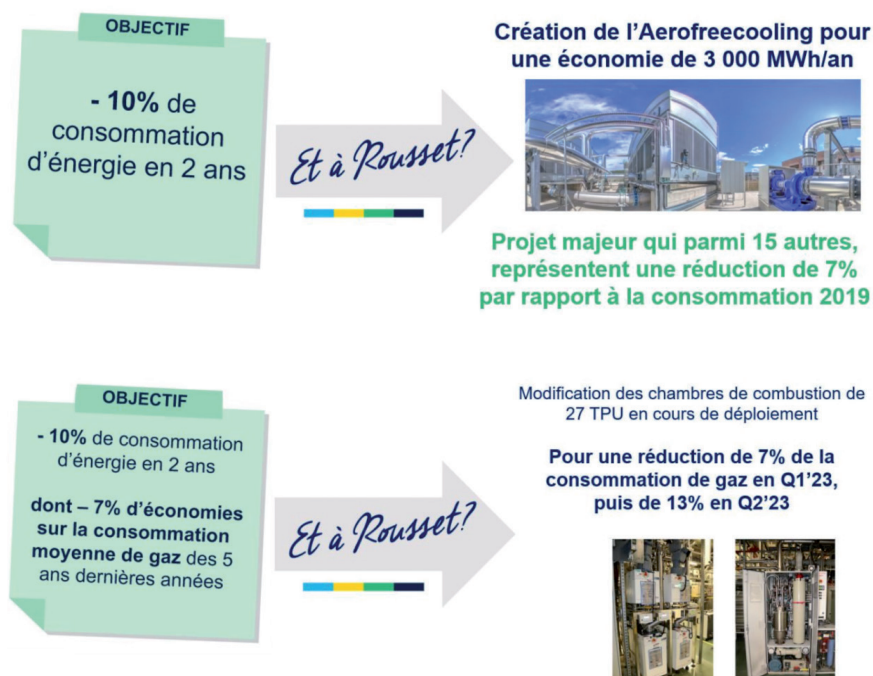 OBJECTIF
- 10% de
consommation
d'énergie en 2 ans
Et à Rousset?
Création de l'Aerofreecooling pour
une économie de 3 000 MWh/an
Projet majeur qui parmi 15 autres,
représentent une réduction de 7%
par rapport à la consommation 2019
OBJECTIF
- 10% de consommation
d'énergie en 2 ans
dont – 7% d'économies
sur la consommation
moyenne de gaz des 5
ans dernières années
Et à Rousset?
Modification des chambres de combustion de
27 TPU en cours de déploiement
Pour une réduction de 7% de la
consommation de gaz en Q1'23,
puis de 13% en Q2'23